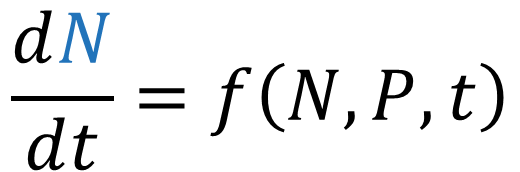 dN/dt = f(N, P, t)